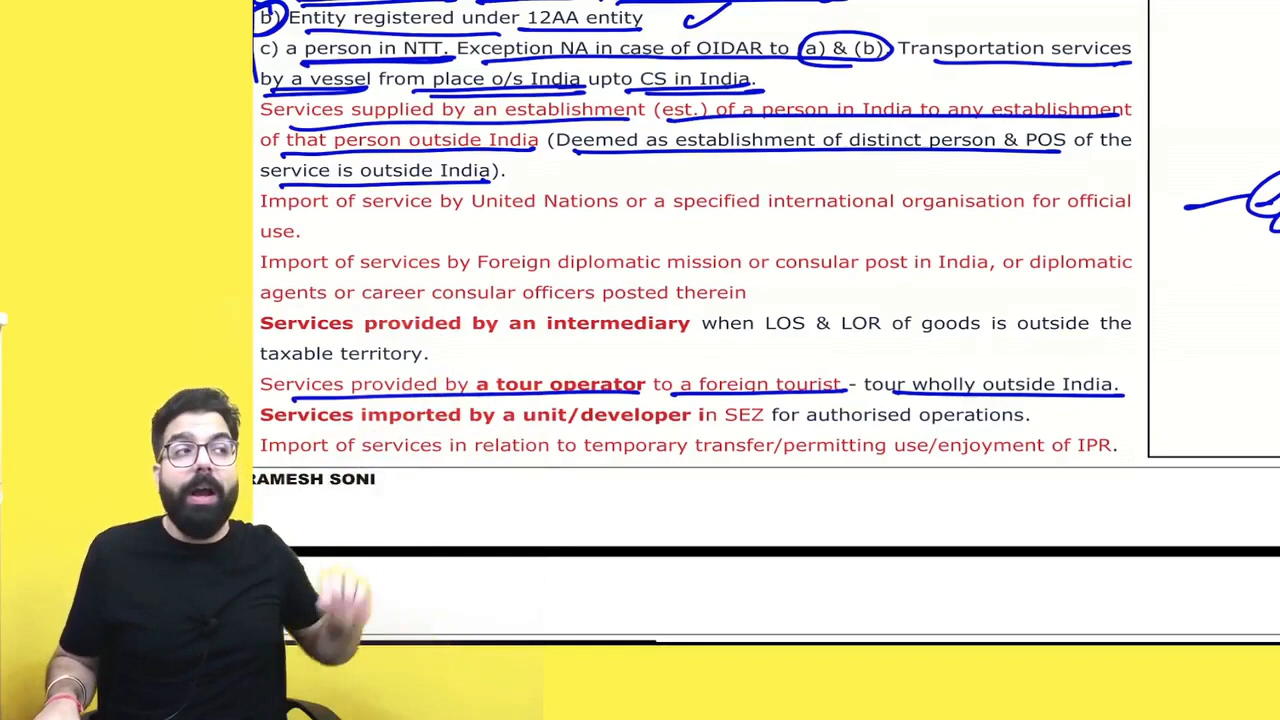 b) Entity registered under 12AA entity
c) a person in NTT. Exception NA in case of OIDAR to (a) & (b). Transportation services
by a vessel from place o/s India upto CS in India.
Services supplied by an establishment (est.) of a person in India to any establishment
of that person outside India (Deemed as establishment of distinct person & POS of the
service is outside India).
Import of service by United Nations or a specified international organisation for official
use.
Import of services by Foreign diplomatic mission or consular post in India, or diplomatic
agents or career consular officers posted therein
Services provided by an intermediary when LOS & LOR of goods is outside the
taxable territory.
Services provided by a tour operator to a foreign tourist - tour wholly outside India.
Services imported by a unit/developer in SEZ for authorised operations.
Import of services in relation to temporary transfer/permitting use/enjoyment of IPR.
RAMESH SONI